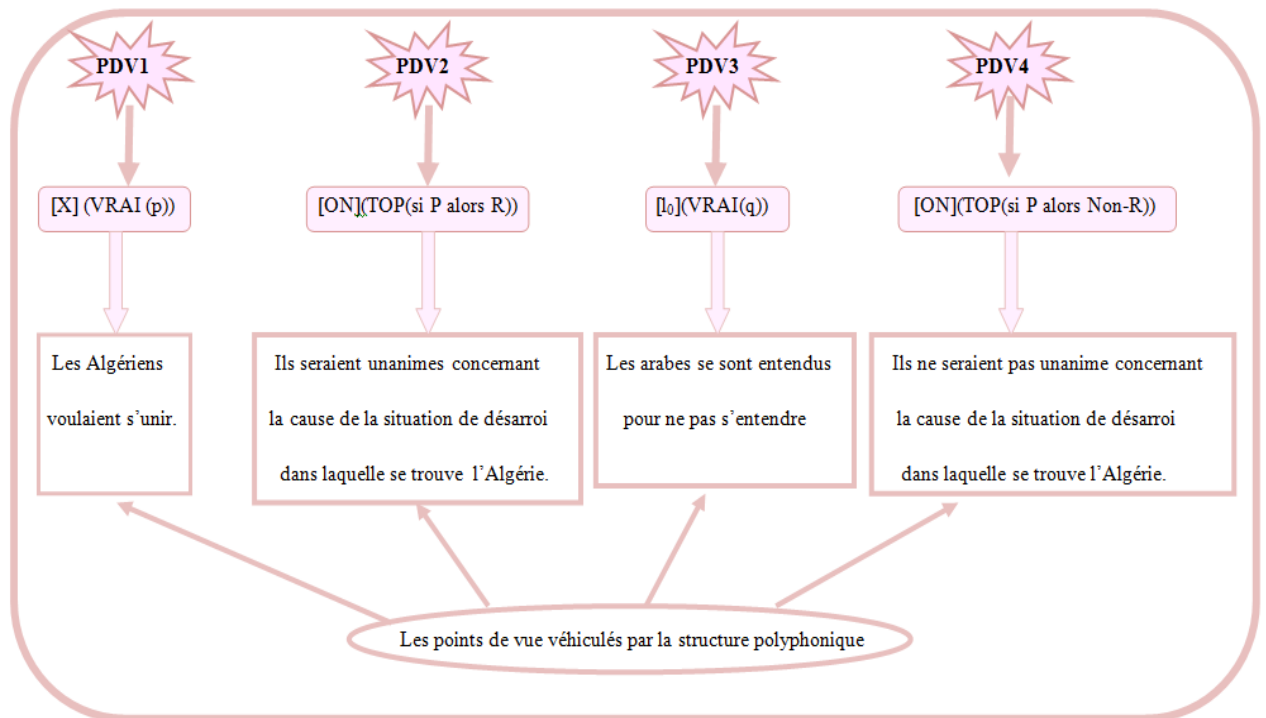 PDV1
PDV2
PDV3
PDV4
[X] (VRAI (p))
[ON](TOP(si P alors R))
[l₀](VRAI(q))
[ON](TOP(si P alors Non-R))
Les Algériens
voulaient s’unir.
Ils seraient unanimes concernant
la cause de la situation de désarroi
dans laquelle se trouve l’Algérie.
Les arabes se sont entendus
pour ne pas s’entendre
Ils ne seraient pas unanime concernant
la cause de la situation de désarroi
dans laquelle se trouve l’Algérie.
Les points de vue véhiculés par la structure polyphonique